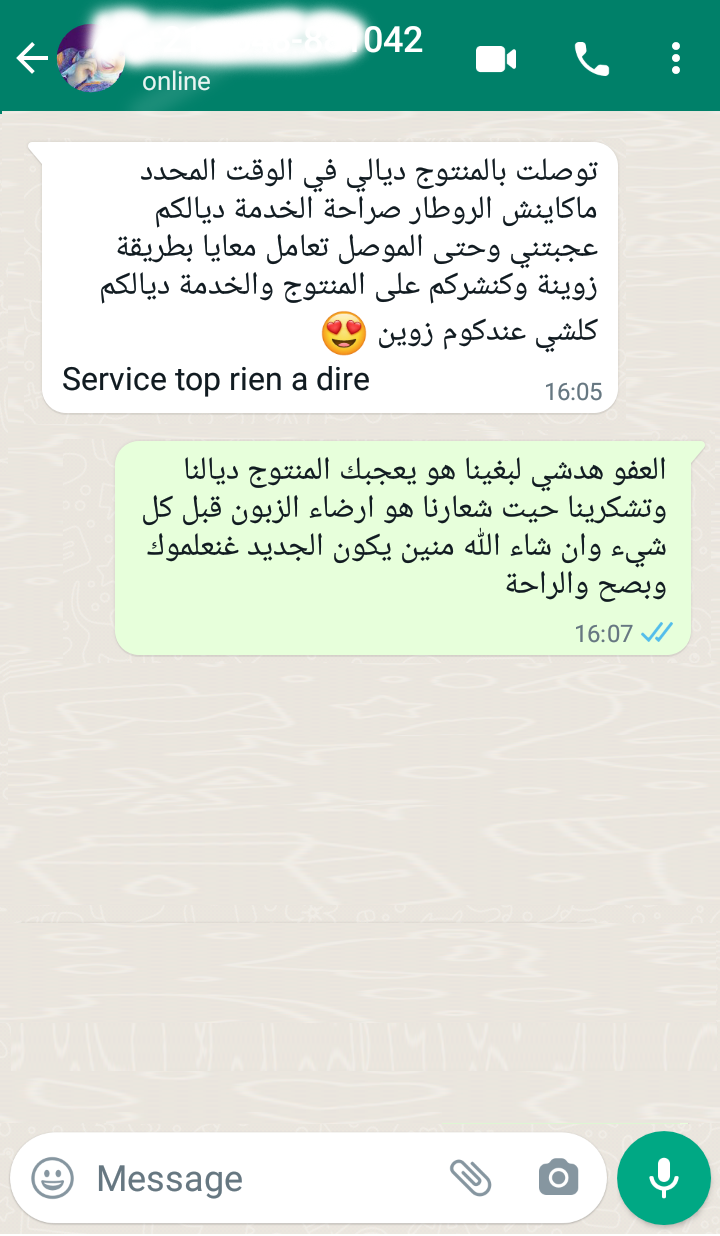 042
online
توصلت بالمنتوج ديالي في الوقت المحدد
ماكاينش الروطار صراحة الخدمة ديالكم
عجبتني وحتى الموصل تعامل معايا بطريقة
زوينة وكنشركم على المنتوج والخدمة ديالكم
كلشي عندكوم زوين 😍
Service top rien a dire
16:05
العفو هدشي لبغينا هو يعجبك المنتوج ديالنا
وتشكرينا حيت شعارنا هو ارضاء الزبون قبل كل
شيء وان شاء الله منين يكون الجديد غنعلموك
وبصح والراحة
16:07
Message